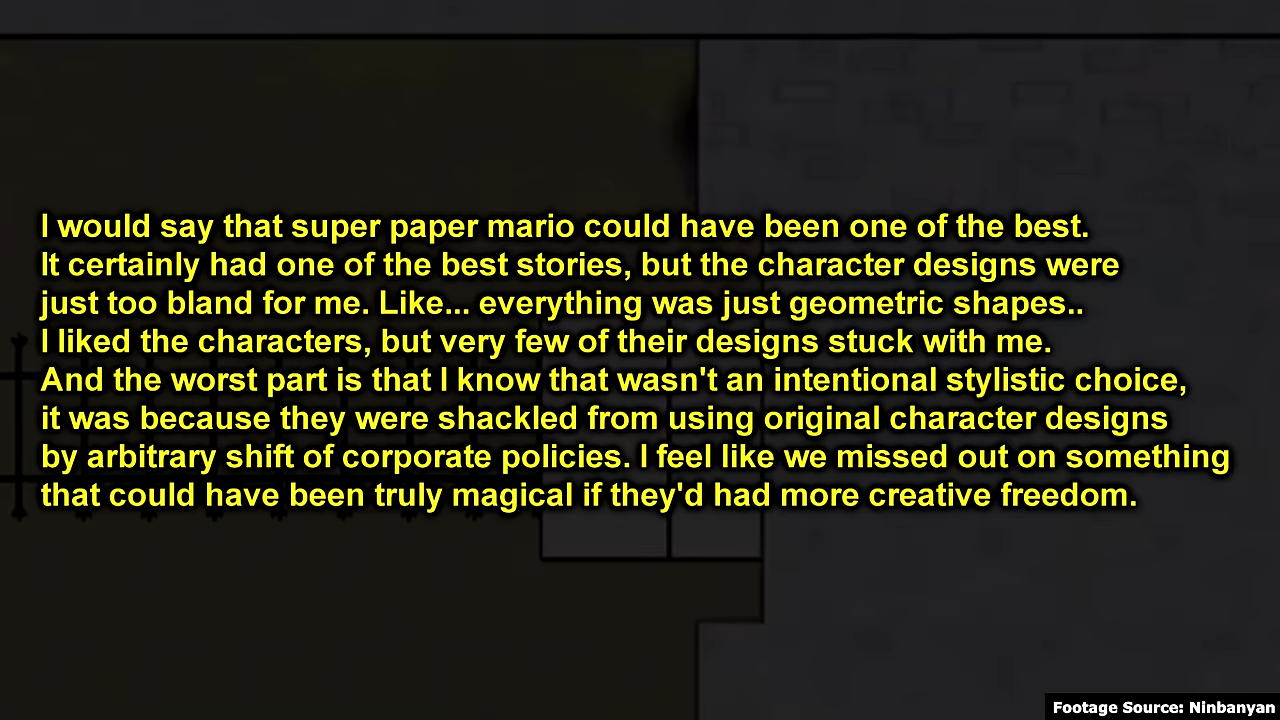 I would say that super paper mario could have been one of the best.
It certainly had one of the best stories, but the character designs were
just too bland for me. Like... everything was just geometric shapes..
I liked the characters, but very few of their designs stuck with me.
And the worst part is that I know that wasn't an intentional stylistic choice,
it was because they were shackled from using original character designs
by arbitrary shift of corporate policies. I feel like we missed out on something
that could have been truly magical if they'd had more creative freedom.
Footage Source: Ninbanyan